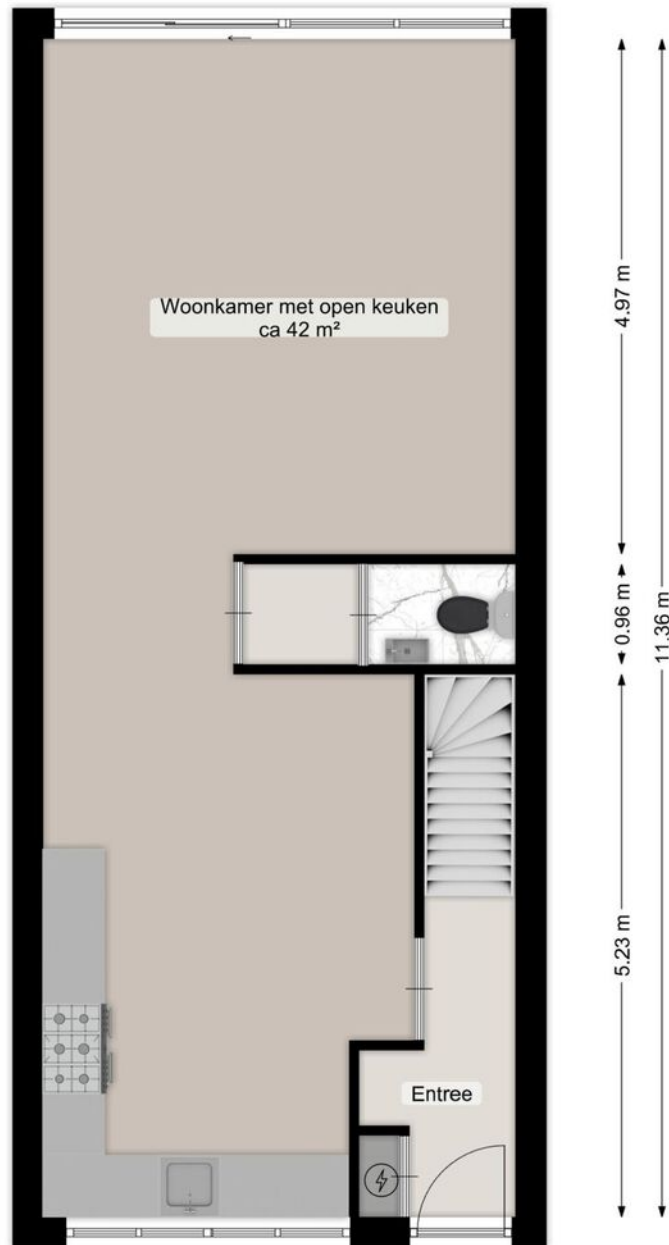 Woonkamer met open keuken
ca 42 m²
4.97 m
0.96 m
11.36 m
5.23 m
Entree